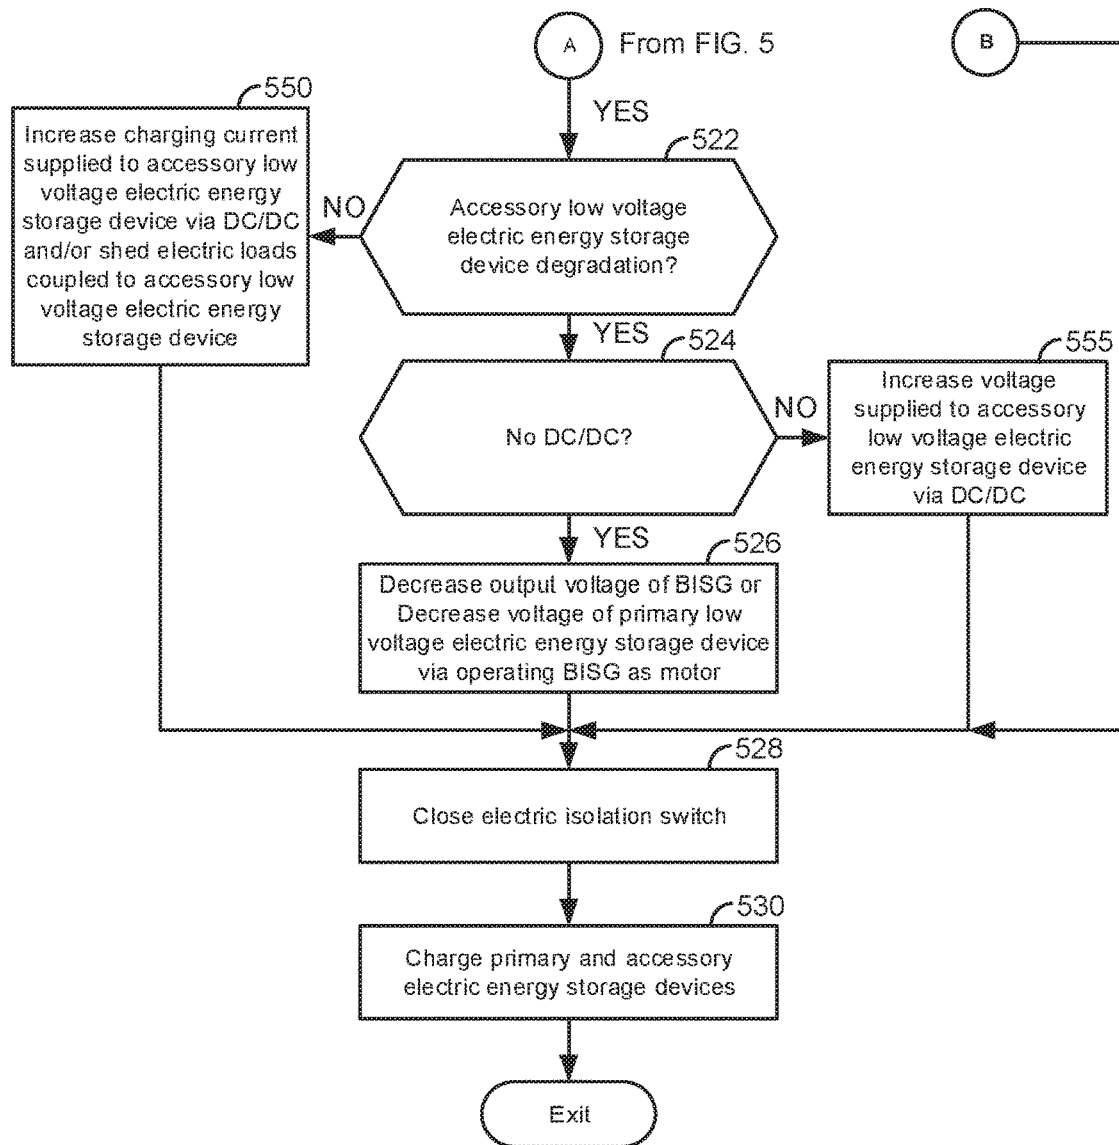 A
From FIG. 5
B
YES
550
Increase charging current
supplied to accessory low
voltage electric energy
storage device via DC/DC
and/or shed electric loads
coupled to accessory low
voltage electric energy
storage device
522
NO
Accessory low voltage
electric energy storage
device degradation?
YES
524
No DC/DC?
NO
555
Increase voltage
supplied to accessory
low voltage electric
energy storage device
via DC/DC
YES
526
Decrease output voltage of BISG or
Decrease voltage of primary low
voltage electric energy storage device
via operating BISG as motor
528
Close electric isolation switch
530
Charge primary and accessory
electric energy storage devices
Exit